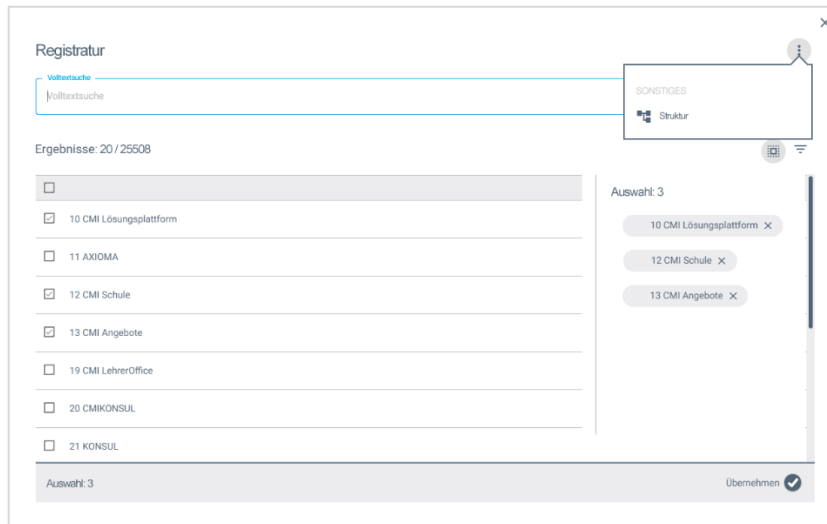 Registratur
Volltextsuche
Volltextsuche
SONSTIGES
Struktur
Ergebnisse: 20 / 25508
10 CMI Lösungsplattform
11 AXIOMA
12 CMI Schule
13 CMI Angebote
19 CMI LehrerOffice
20 CMIKONSUL
21 KONSUL
Auswahl: 3
10 CMI Lösungsplattform
12 CMI Schule
13 CMI Angebote
Auswahl: 3
Übernehmen